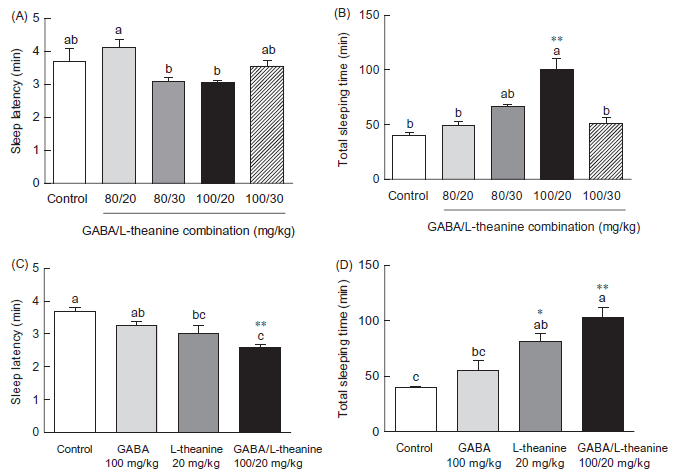 (A)
Sleep latency (min)
5
4
3
2
1
0
ab
a
b
b
ab
Control
80/20
80/30
100/20
100/30
GABA/L-theanine combination (mg/kg)
(B)
Total sleeping time (min)
150
100
50
0
b
b
ab
**
a
b
Control
80/20
80/30
100/20
100/30
GABA/L-theanine combination (mg/kg)
(C)
Sleep latency (min)
5
4
3
2
1
0
a
ab
bc
**
c
Control
GABA
100 mg/kg
L-theanine
20 mg/kg
GABA/L-theanine
100/20 mg/kg
(D)
Total sleeping time (min)
150
100
50
0
c
bc
*
ab
**
a
Control
GABA
100 mg/kg
L-theanine
20 mg/kg
GABA/L-theanine
100/20 mg/kg